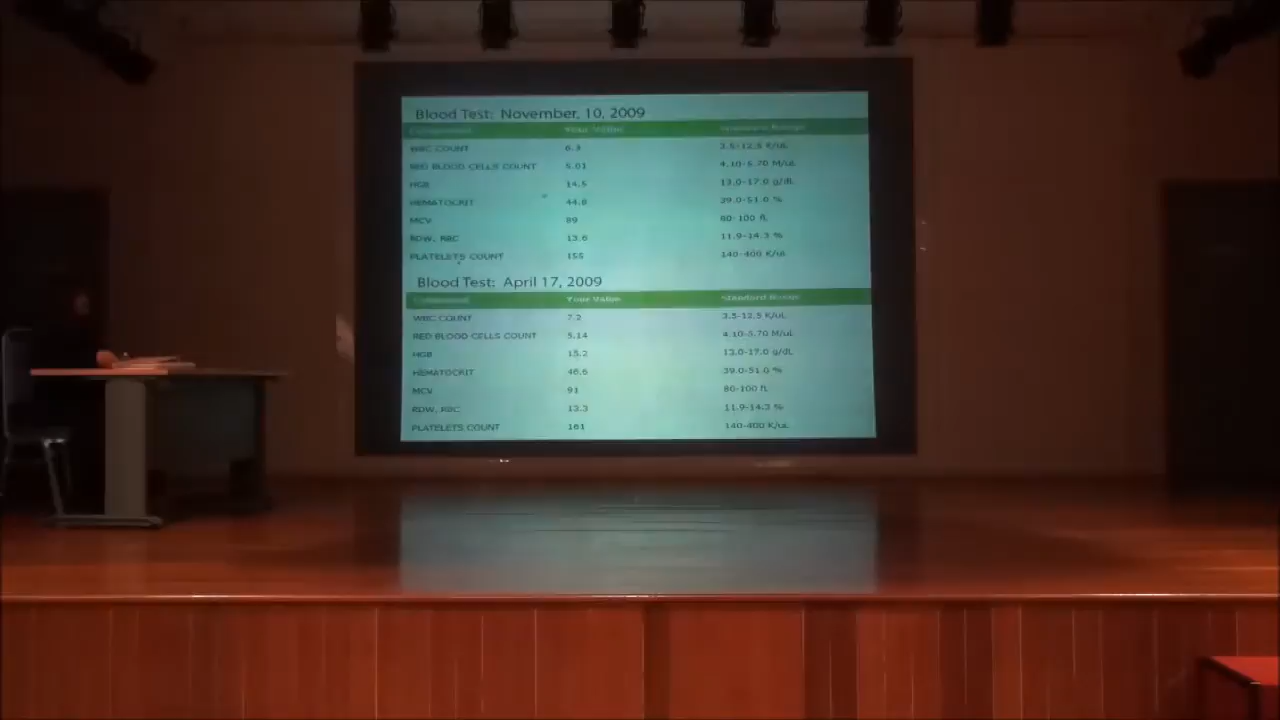 Blood Test: November, 10, 2009
Component Your Value Standard Range
WBC COUNT 6.3 3.5-12.5 K/uL
RED BLOOD CELLS COUNT 5.01 4.10-5.70 M/uL
HGB 14.5 13.0-17.0 g/dL
HEMATOCRIT 44.8 39.0-51.0 %
MCV 89 80-100 fL
RDW, RBC 13.6 11.9-14.3 %
PLATELETS COUNT 155 140-400 K/uL
Blood Test: April 17, 2009
Component Your Value Standard Range
WBC COUNT 7.2 3.5-12.5 K/uL
RED BLOOD CELLS COUNT 5.14 4.10-5.70 M/uL
HGB 15.2 13.0-17.0 g/dL
HEMATOCRIT 46.6 39.0-51.0 %
MCV 91 80-100 fL
RDW, RBC 13.3 11.9-14.3 %
PLATELETS COUNT 161 140-400 K/uL